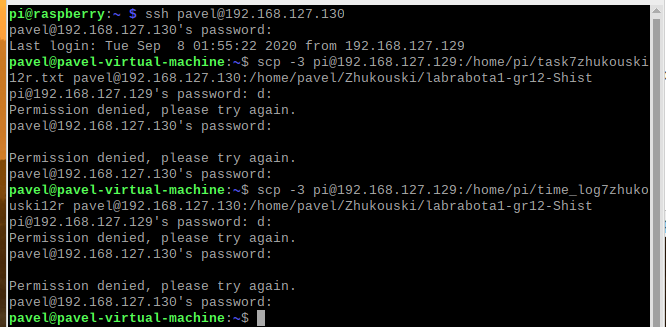 pi@raspberry:~ $ ssh pavel@192.168.127.130
pavel@192.168.127.130's password:
Last login: Tue Sep  8 01:55:22 2020 from 192.168.127.129
pavel@pavel-virtual-machine:~$ scp -3 pi@192.168.127.129:/home/pi/task7zhukouski
12r.txt pavel@192.168.127.130:/home/pavel/Zhukouski/labrabota1-gr12-Shist
pi@192.168.127.129's password: d:
Permission denied, please try again.
pavel@192.168.127.130's password:

Permission denied, please try again.
pavel@192.168.127.130's password:
pavel@pavel-virtual-machine:~$ scp -3 pi@192.168.127.129:/home/pi/time_log7zhuko
uski12r pavel@192.168.127.130:/home/pavel/Zhukouski/labrabota1-gr12-Shist
pi@192.168.127.129's password: d:
Permission denied, please try again.
pavel@192.168.127.130's password:

Permission denied, please try again.
pavel@192.168.127.130's password:
pavel@pavel-virtual-machine:~$